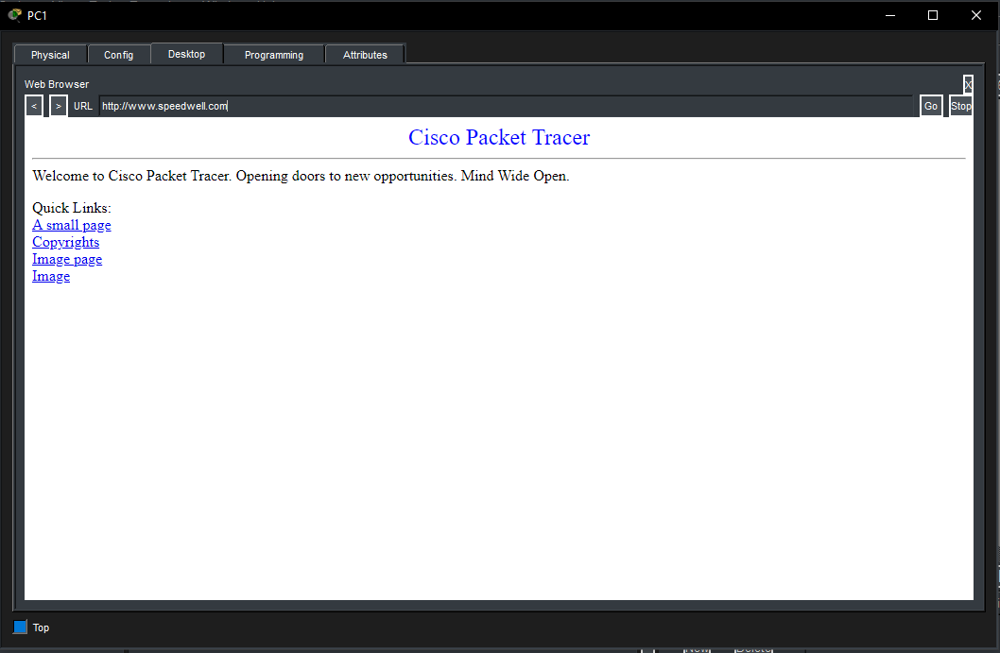 PC1
Physical Config Desktop Programming Attributes
Web Browser X
< > URL http://www.speedwell.com Go Stop
Cisco Packet Tracer
Welcome to Cisco Packet Tracer. Opening doors to new opportunities. Mind Wide Open.
Quick Links:
A small page
Copyrights
Image page
Image
Top
New Delete